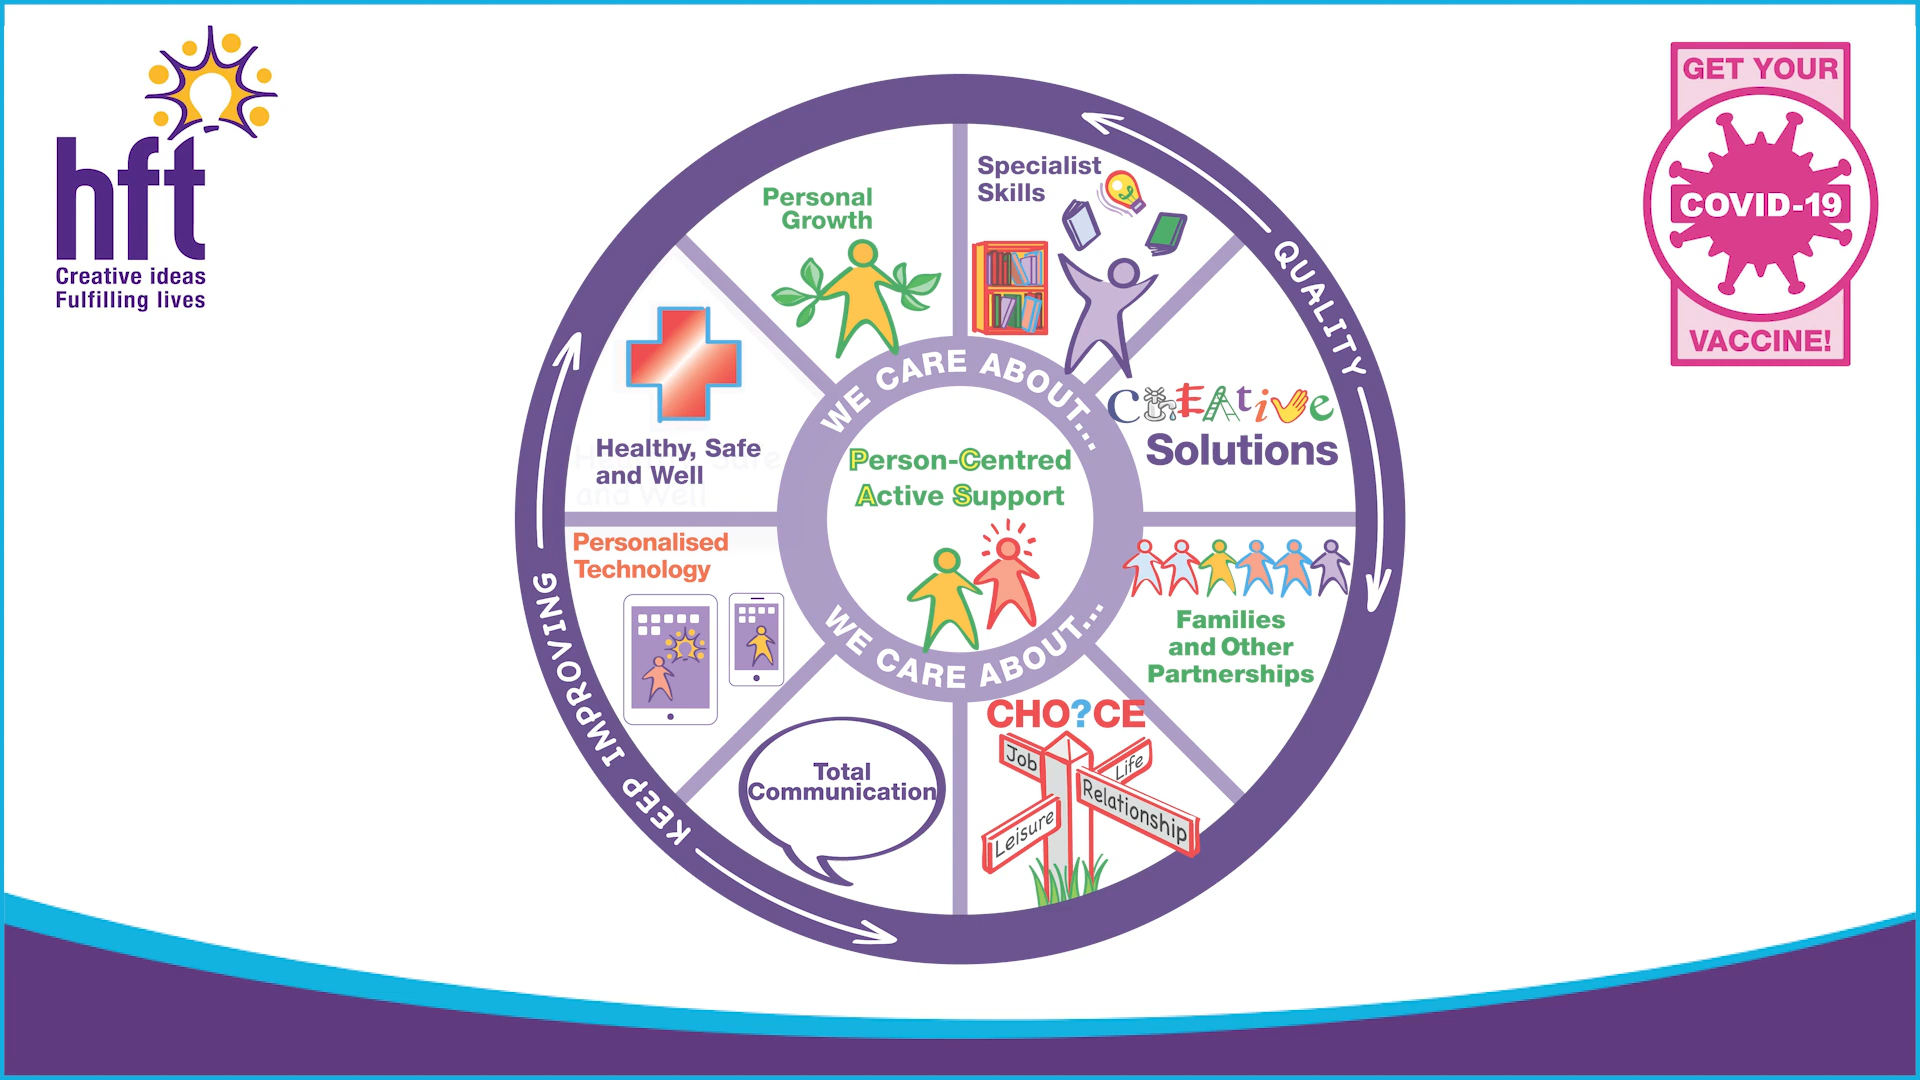 hft
Creative ideas
Fulfilling lives
GET YOUR
COVID-19
VACCINE!
Personal
Growth
Specialist
Skills
QUALITY
CREAtive
Solutions
Healthy, Safe
and Well
WE CARE ABOUT...
Person-Centred
Active Support
WE CARE ABOUT...
Personalised
Technology
Families
and Other
Partnerships
KEEP IMPROVING
Total
Communication
CHO?CE
Job
Life
Relationship
Leisure